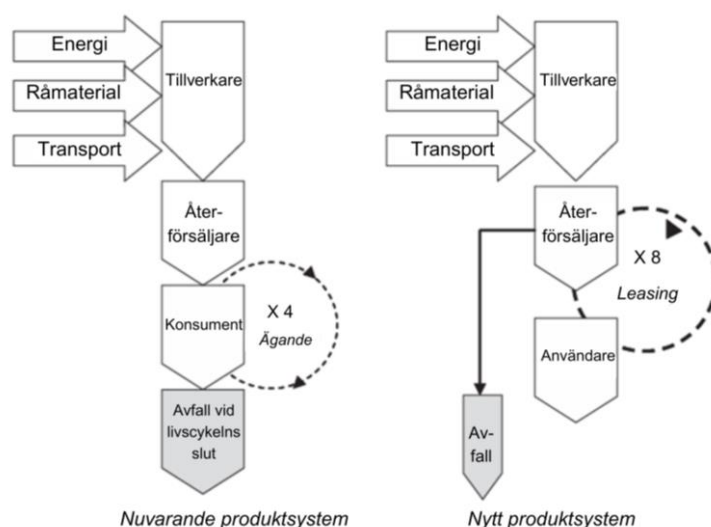 Energi
Råmaterial
Transport
Tillverkare
Åter-
försäljare
Konsument
X 4
Ägande
Avfall vid
livscykelns
slut
Nuvarande produktsystem
Energi
Råmaterial
Transport
Tillverkare
Åter-
försäljare
X 8
Leasing
Användare
Av-
fall
Nytt produktsystem